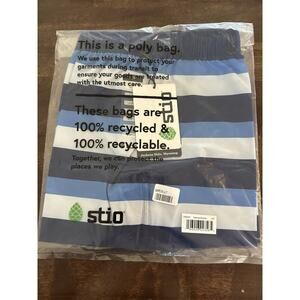 This is a poly bag.
We use this bag to protect your
garments during transit to
ensure your goods are treated
with the utmost care.
These bags are
100% recycled &
100% recyclable.
Together, we can protect the
places we play.
stio
stio